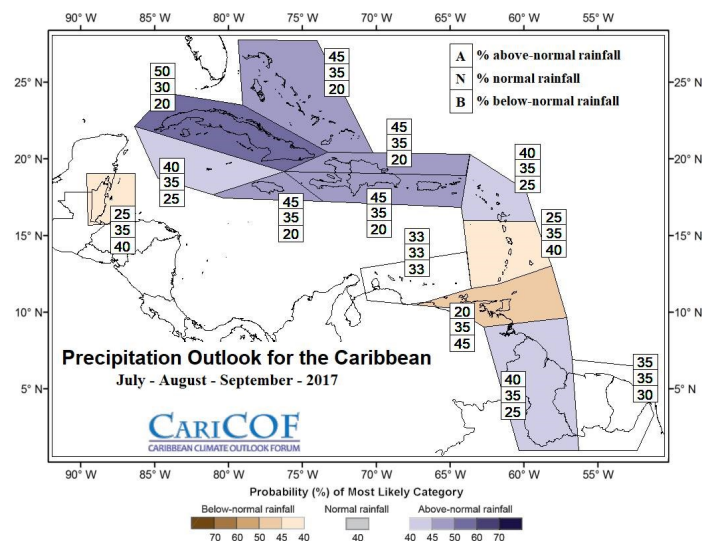 90° W 85° W 80° W 75° W 70° W 65° W 60° W 55° W
A % above-normal rainfall
N % normal rainfall
B % below-normal rainfall
25° N
20° N
15° N
10° N
5° N
25° N
20° N
15° N
10° N
5° N
50
30
20
45
35
20
45
35
20
40
35
25
40
35
25
45
35
20
45
35
20
25
35
40
25
35
40
33
33
33
20
35
45
40
35
25
35
35
30
Precipitation Outlook for the Caribbean
July - August - September - 2017
CARICOF
CARIBBEAN CLIMATE OUTLOOK FORUM
90° W 85° W 80° W 75° W 70° W 65° W 60° W 55° W
Probability (%) of Most Likely Category
Below-normal rainfall Normal rainfall Above-normal rainfall
70 60 50 45 40 40 40 45 50 60 70